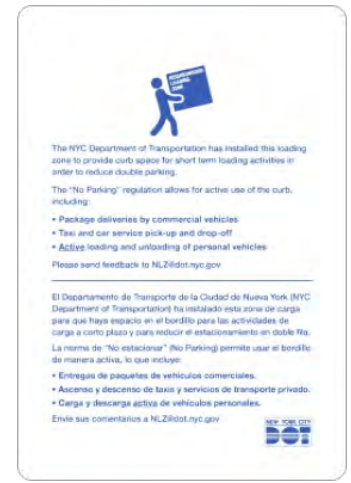 NEIGHBORHOOD
LOADING
ZONE
The NYC Department of Transportation has installed this loading
zone to provide curb space for short term loading activities in
order to reduce double parking.
The "No Parking" regulation allows for active use of the curb,
including:
• Package deliveries by commercial vehicles
• Taxi and car service pick-up and drop-off
• Active loading and unloading of personal vehicles
Please send feedback to NLZ@dot.nyc.gov
El Departamento de Transporte de la Ciudad de Nueva York (NYC
Department of Transportation) ha instalado esta zona de carga
para que haya espacio en el bordillo para las actividades de
carga a corto plazo y para reducir el estacionamiento en doble fila.
La norma de "No estacionar" (No Parking) permite usar el bordillo
de manera activa, lo que incluye:
• Entregas de paquetes de vehículos comerciales.
• Ascenso y descenso de taxis y servicios de transporte privado.
• Carga y descarga activa de vehículos personales.
Envíe sus comentarios a NLZ@dot.nyc.gov
NEW YORK CITY
DOT